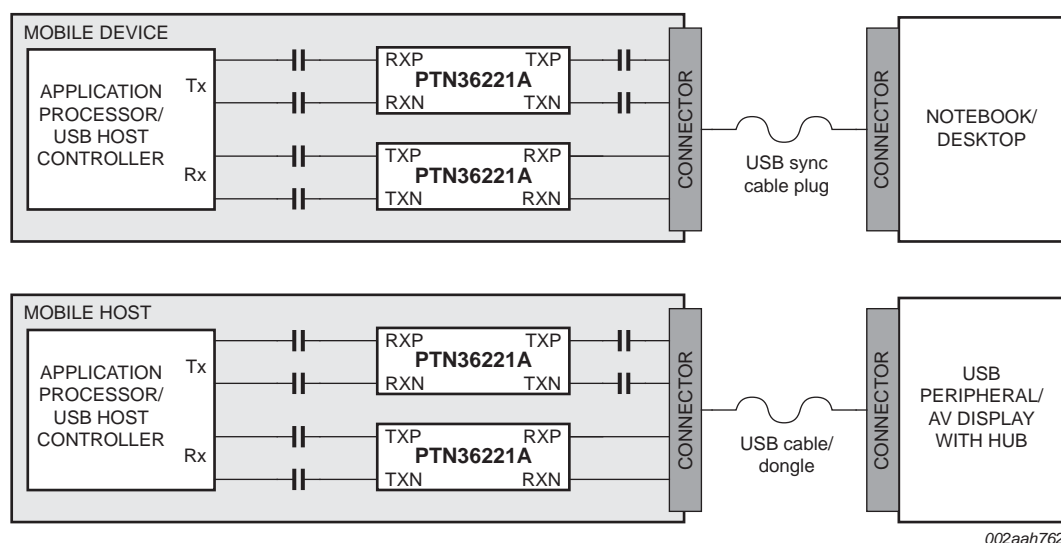 MOBILE DEVICE
APPLICATION
PROCESSOR/
USB HOST
CONTROLLER
Tx
Rx
RXP TXP
PTN36221A
RXN TXN
TXP RXP
PTN36221A
TXN RXN
CONNECTOR
USB sync
cable plug
CONNECTOR
NOTEBOOK/
DESKTOP
MOBILE HOST
APPLICATION
PROCESSOR/
USB HOST
CONTROLLER
Tx
Rx
RXP TXP
PTN36221A
RXN TXN
TXP RXP
PTN36221A
TXN RXN
CONNECTOR
USB cable/
dongle
CONNECTOR
USB
PERIPHERAL/
AV DISPLAY
WITH HUB
002aah762